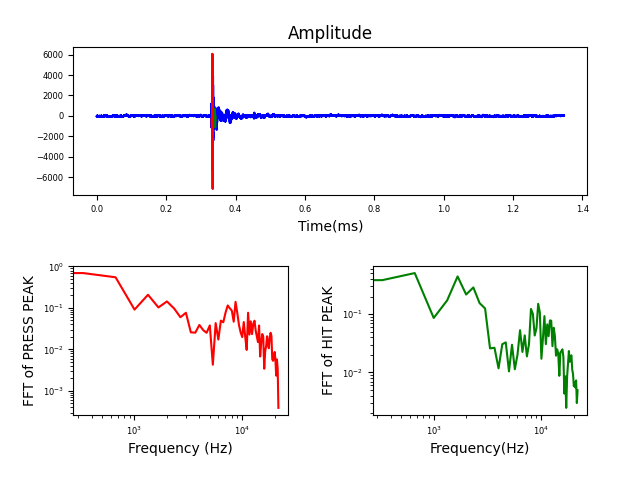 Amplitude
6000
4000
2000
0
−2000
−4000
−6000
0.0 0.2 0.4 0.6 0.8 1.0 1.2 1.4
Time(ms)
FFT of PRESS PEAK
10⁰
10⁻¹
10⁻²
10⁻³
10³ 10⁴
Frequency (Hz)
FFT of HIT PEAK
10⁻¹
10⁻²
10³ 10⁴
Frequency(Hz)